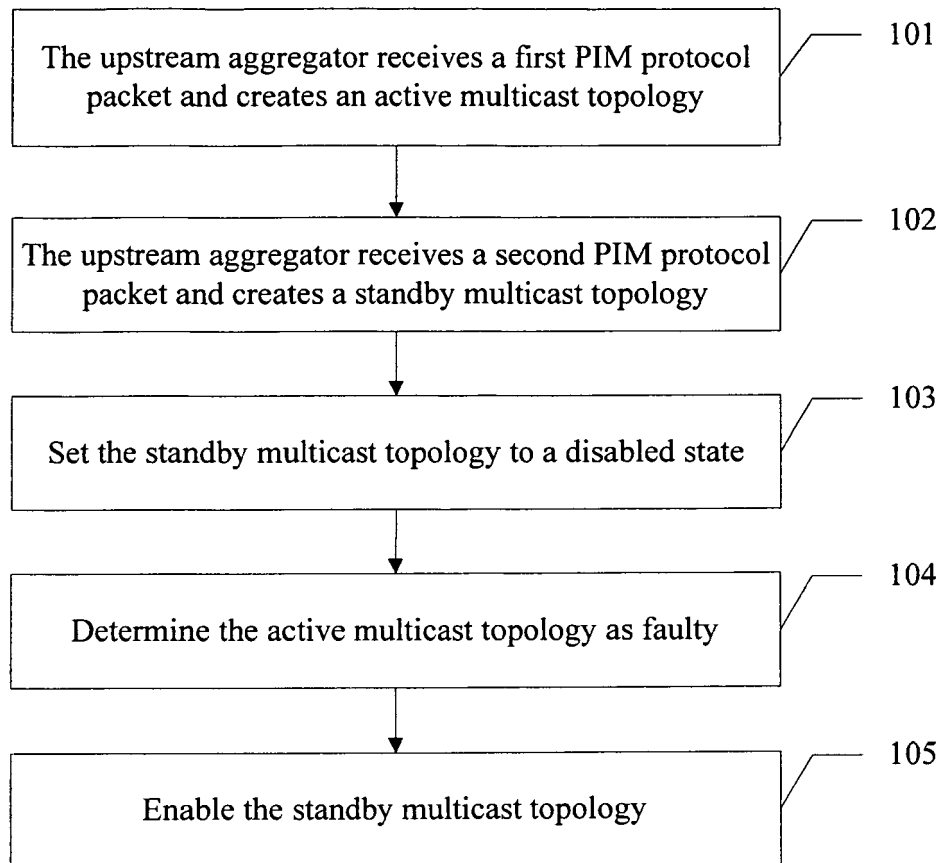 The upstream aggregator receives a first PIM protocol
packet and creates an active multicast topology
101
The upstream aggregator receives a second PIM protocol
packet and creates a standby multicast topology
102
Set the standby multicast topology to a disabled state
103
Determine the active multicast topology as faulty
104
Enable the standby multicast topology
105